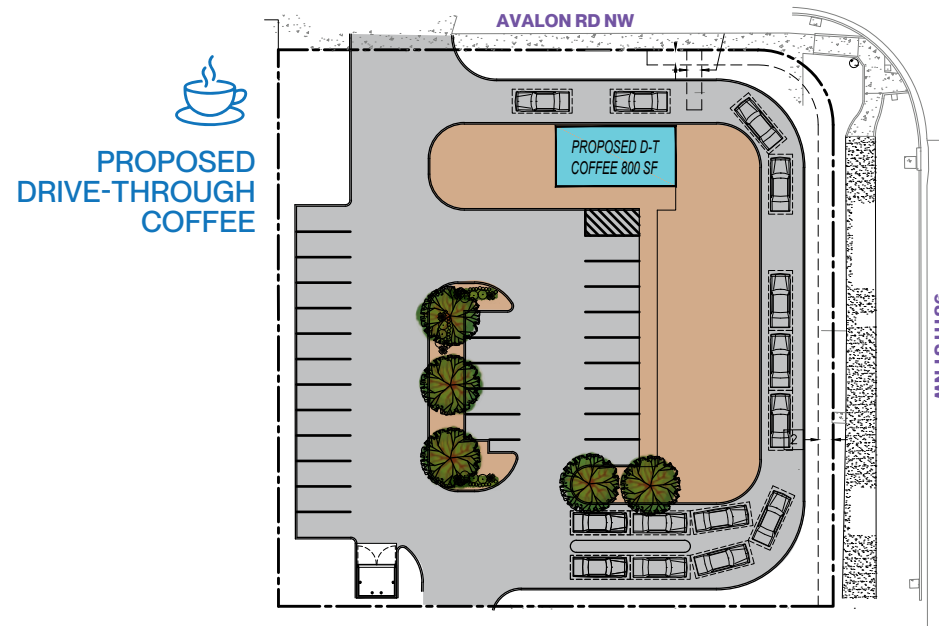 AVALON RD NW
PROPOSED
DRIVE-THROUGH
COFFEE
PROPOSED D-T
COFFEE 800 SF
2